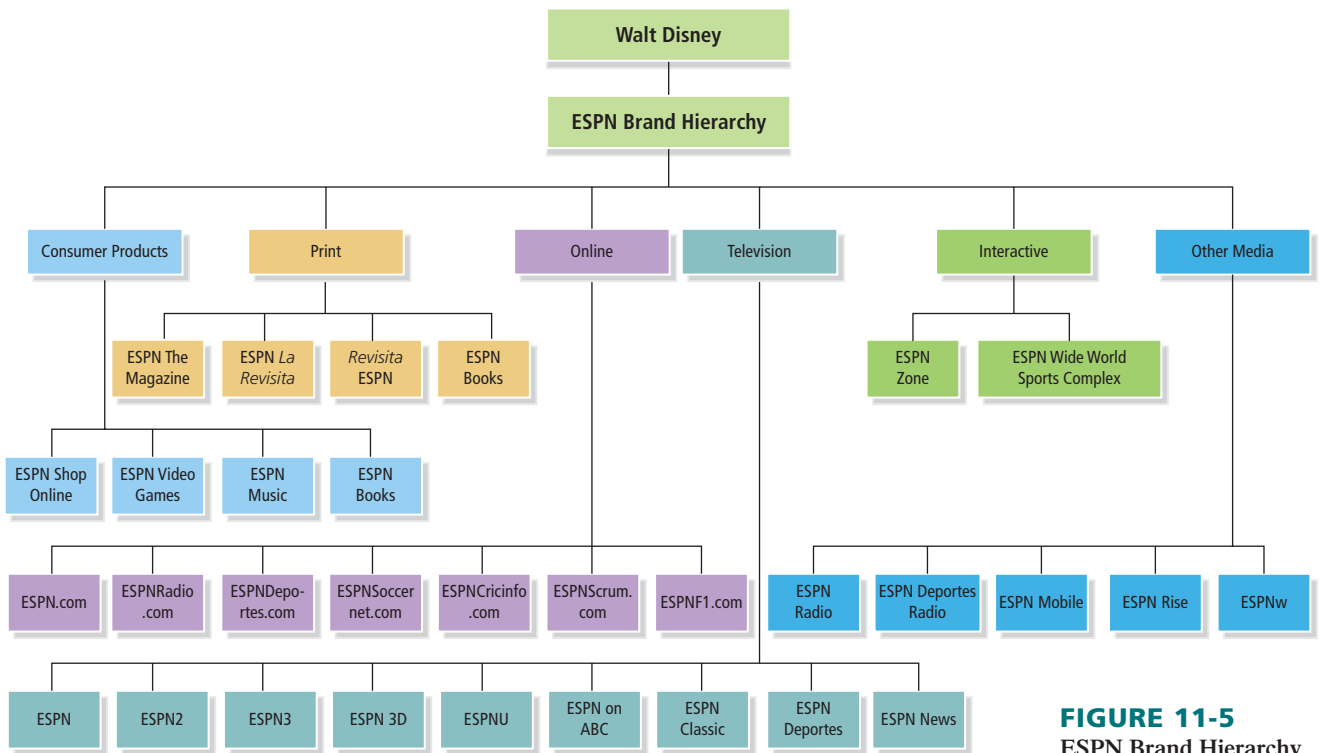 Walt Disney
ESPN Brand Hierarchy
Consumer Products
Print
Online
Television
Interactive
Other Media
ESPN The
Magazine
ESPN La
Revisita
Revisita
ESPN
ESPN
Books
ESPN
Zone
ESPN Wide World
Sports Complex
ESPN Shop
Online
ESPN Video
Games
ESPN
Music
ESPN
Books
ESPN.com
ESPNRadio
.com
ESPNDepo-
rtes.com
ESPNSoccer
net.com
ESPNCricinfo
.com
ESPNScrum.
com
ESPNF1.com
ESPN
Radio
ESPN Deportes
Radio
ESPN Mobile
ESPN Rise
ESPNw
ESPN
ESPN2
ESPN3
ESPN 3D
ESPNU
ESPN on
ABC
ESPN
Classic
ESPN
Deportes
ESPN News
FIGURE 11-5
ESPN Brand Hierarchy